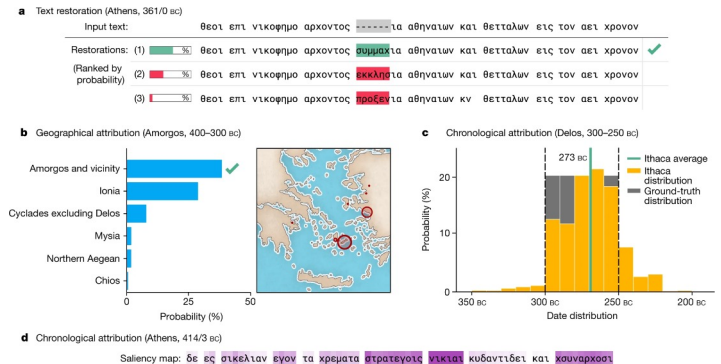 a Text restoration (Athens, 361/0 BC)
Input text: θεοι επι νικοφημο αρχοντος ------ια αθηναιων και θετταλων εις τον αει χρονον
Restorations: (1) % θεοι επι νικοφημο αρχοντος συμμαχια αθηναιων και θετταλων εις τον αει χρονον
(Ranked by probability) (2) % θεοι επι νικοφημο αρχοντος εκκλησια αθηναιων και θετταλων εις τον αει χρονον
(3) % θεοι επι νικοφημο αρχοντος προξενια αθηναιων κν θετταλων εις τον αει χρονον
b Geographical attribution (Amorgos, 400–300 BC)
Amorgos and vicinity
Ionia
Cyclades excluding Delos
Mysia
Northern Aegean
Chios
0 50
Probability (%)
c Chronological attribution (Delos, 300–250 BC)
273 BC
Ithaca average
Ithaca distribution
Ground-truth distribution
Probability (%)
20
10
0
350 BC 300 BC 250 BC 200 BC
Date distribution
d Chronological attribution (Athens, 414/3 BC)
Saliency map: δε ες σικελιαν εγον τα χρεματα στρατεγοις νικιαι κυδαντιδει και χσυναρχοσι